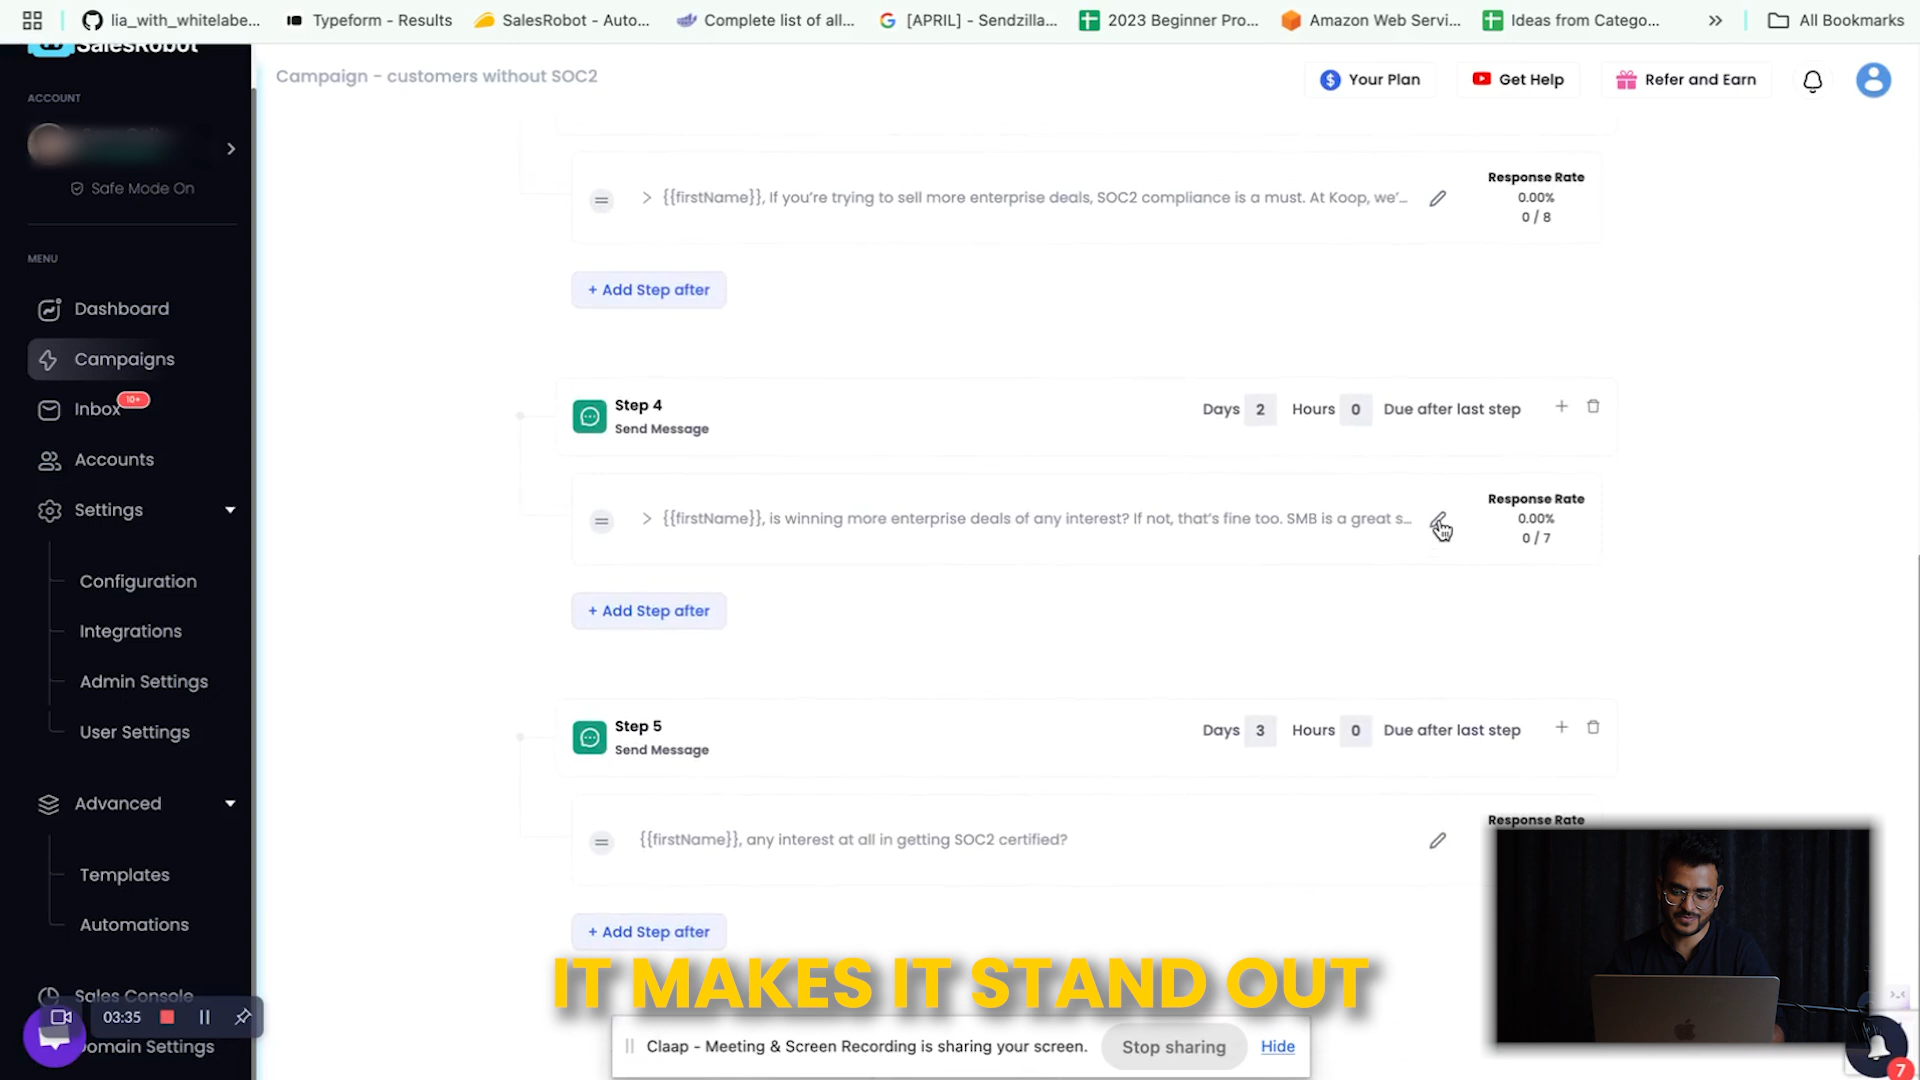 lia_with_whitelabe...
Typeform - Results
SalesRobot - Auto...
Complete list of all...
[APRIL] - Sendzilla...
2023 Beginner Pro...
Amazon Web Servi...
Ideas from Catego...
All Bookmarks
SalesRobot
Campaign - customers without SOC2
Your Plan
Get Help
Refer and Earn
ACCOUNT
Safe Mode On
MENU
Dashboard
Campaigns
Inbox
10+
Accounts
Settings
Configuration
Integrations
Admin Settings
User Settings
Advanced
Templates
Automations
Sales Console
03:35
Domain Settings
{{firstName}}, If you're trying to sell more enterprise deals, SOC2 compliance is a must. At Koop, we'...
Response Rate
0.00%
0 / 8
+ Add Step after
Step 4
Send Message
Days 2 Hours 0 Due after last step
{{firstName}}, is winning more enterprise deals of any interest? If not, that's fine too. SMB is a great s...
Response Rate
0.00%
0 / 7
+ Add Step after
Step 5
Send Message
Days 3 Hours 0 Due after last step
{{firstName}}, any interest at all in getting SOC2 certified?
Response Rate
+ Add Step after
IT MAKES IT STAND OUT
Claap - Meeting & Screen Recording is sharing your screen.
Stop sharing
Hide
7